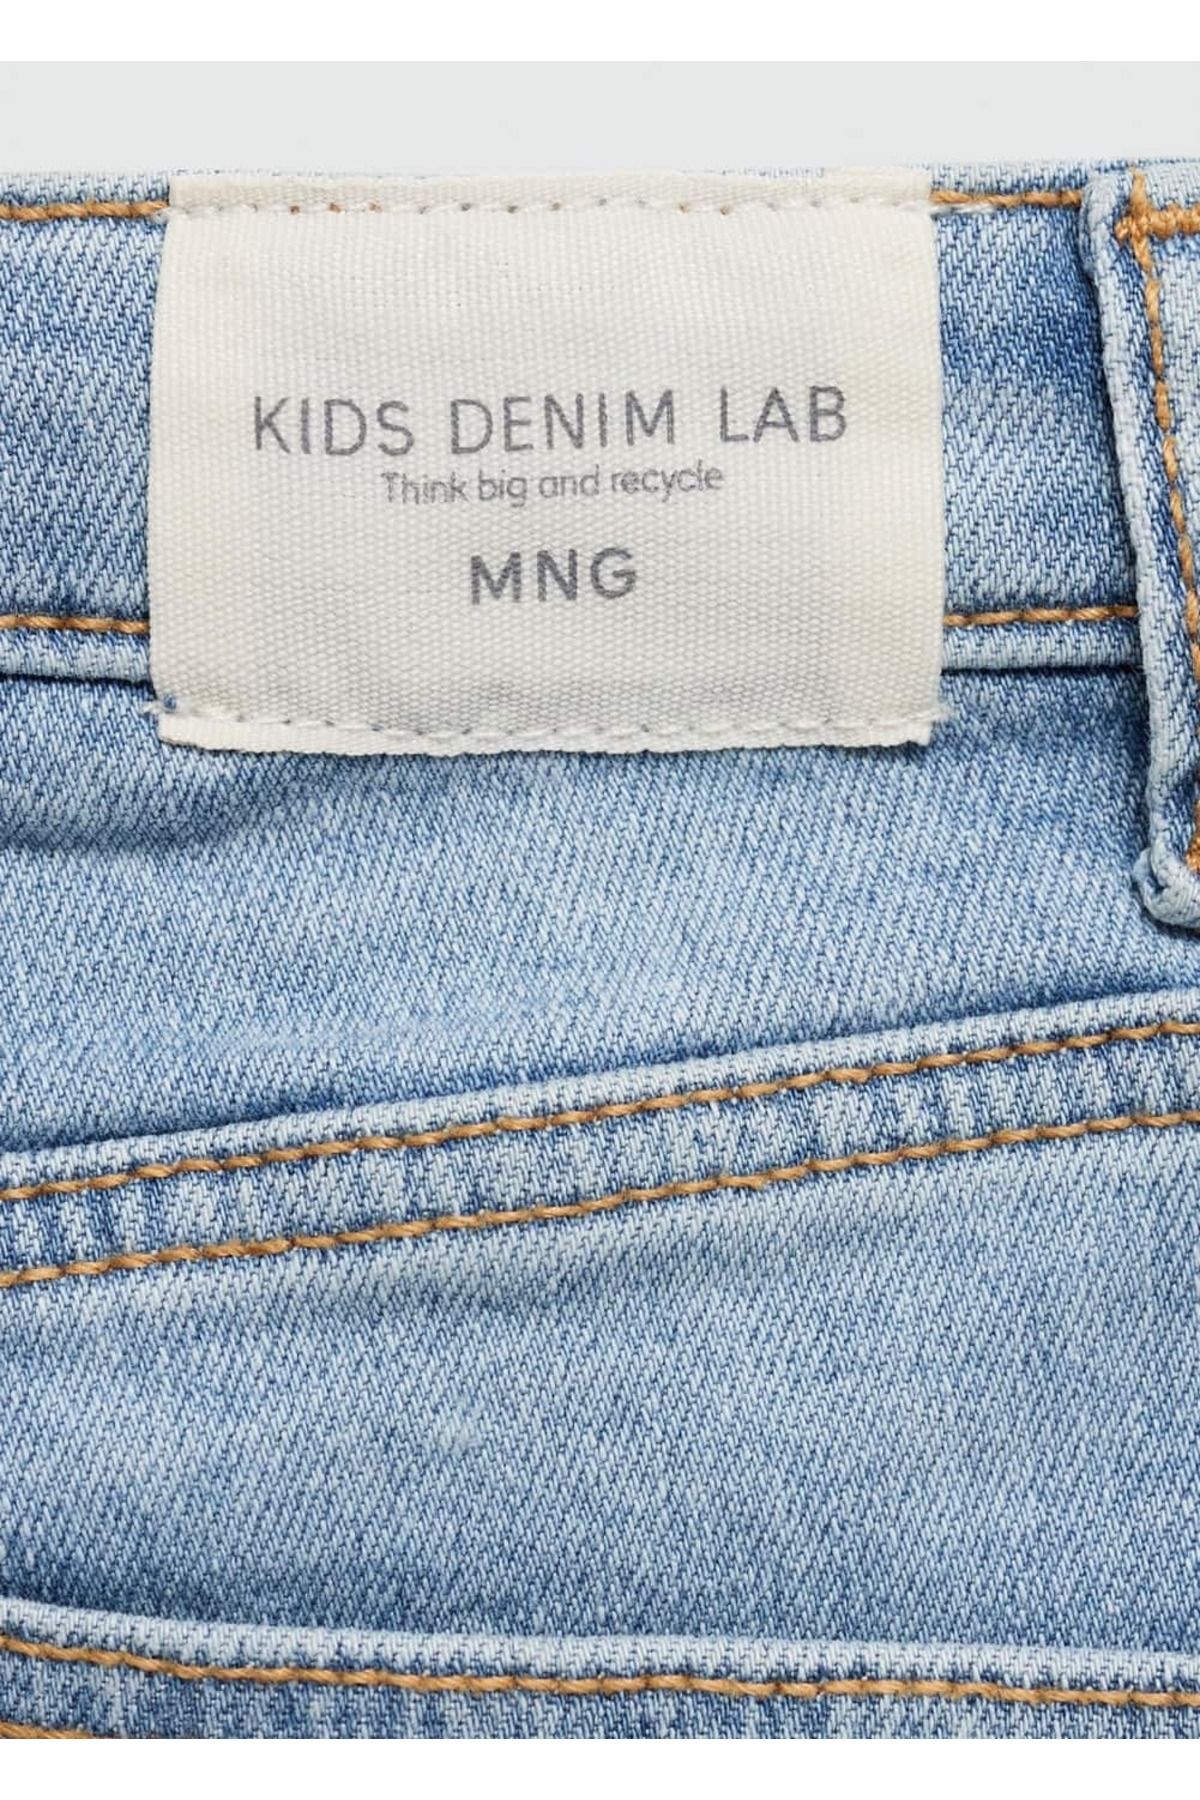 KIDS DENIM LAB
Think big and recycle
MNG